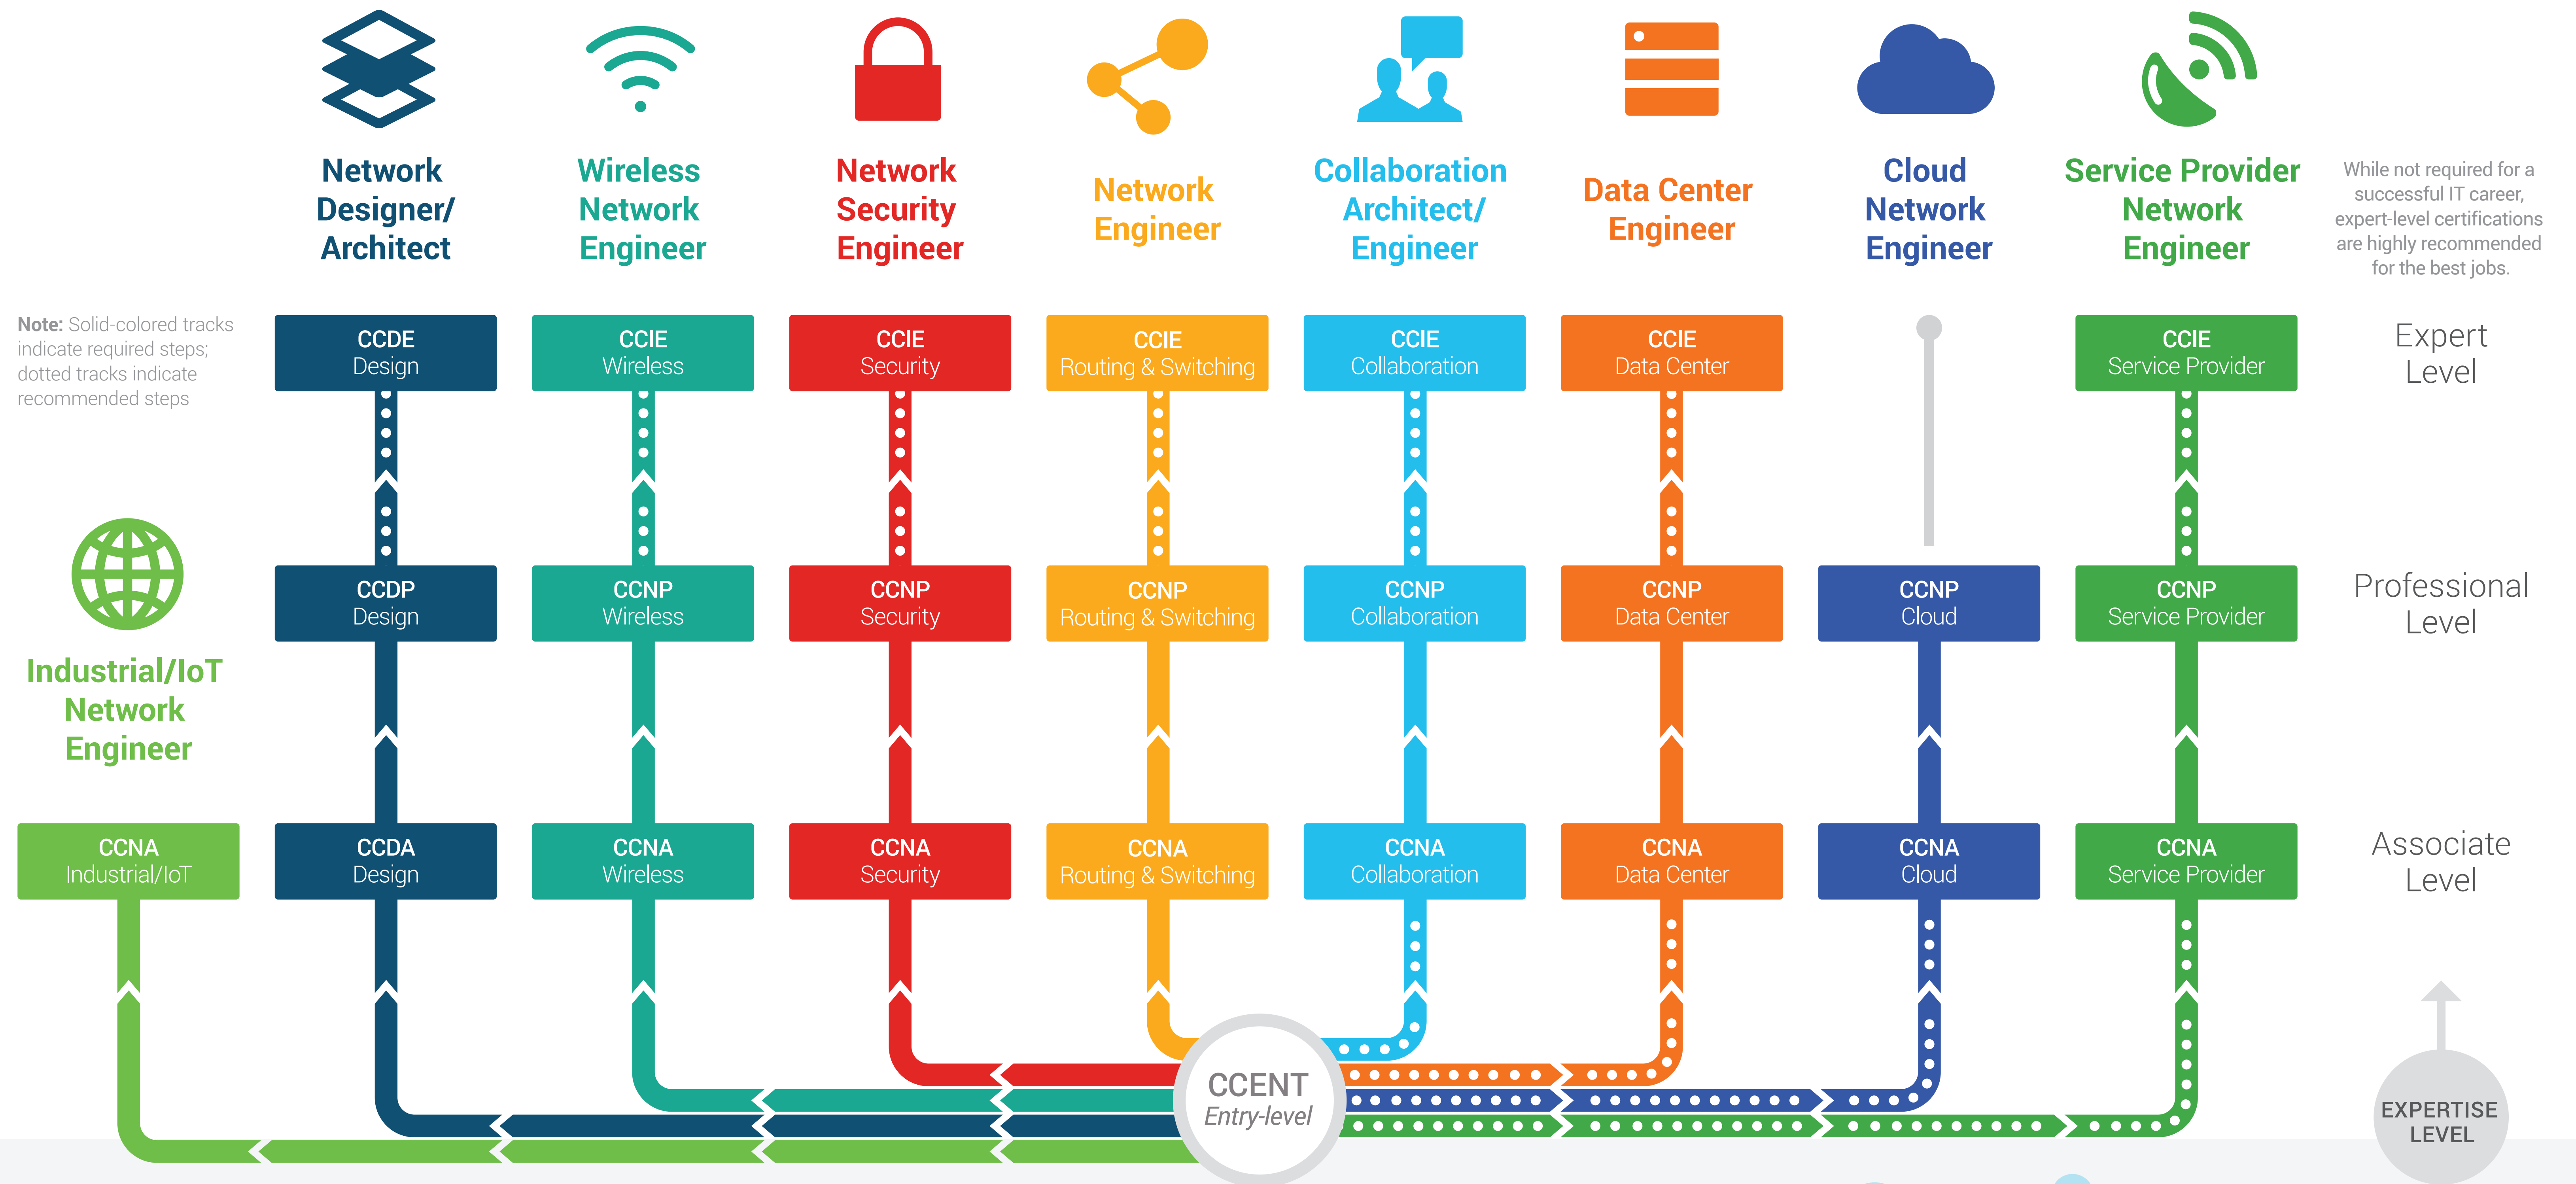 Network
Designer/
Architect
Wireless
Network
Engineer
Network
Security
Engineer
Network
Engineer
Collaboration
Architect/
Engineer
Data Center
Engineer
Cloud
Network
Engineer
Service Provider
Network
Engineer
While not required for a
successful IT career,
expert-level certifications
are highly recommended
for the best jobs.
Note: Solid-colored tracks
indicate required steps;
dotted tracks indicate
recommended steps
CCDE
Design
CCIE
Wireless
CCIE
Security
CCIE
Routing & Switching
CCIE
Collaboration
CCIE
Data Center
CCIE
Service Provider
Expert
Level
Industrial/IoT
Network
Engineer
CCDP
Design
CCNP
Wireless
CCNP
Security
CCNP
Routing & Switching
CCNP
Collaboration
CCNP
Data Center
CCNP
Cloud
CCNP
Service Provider
Professional
Level
CCNA
Industrial/IoT
CCDA
Design
CCNA
Wireless
CCNA
Security
CCNA
Routing & Switching
CCNA
Collaboration
CCNA
Data Center
CCNA
Cloud
CCNA
Service Provider
Associate
Level
CCENT
Entry-level
EXPERTISE
LEVEL